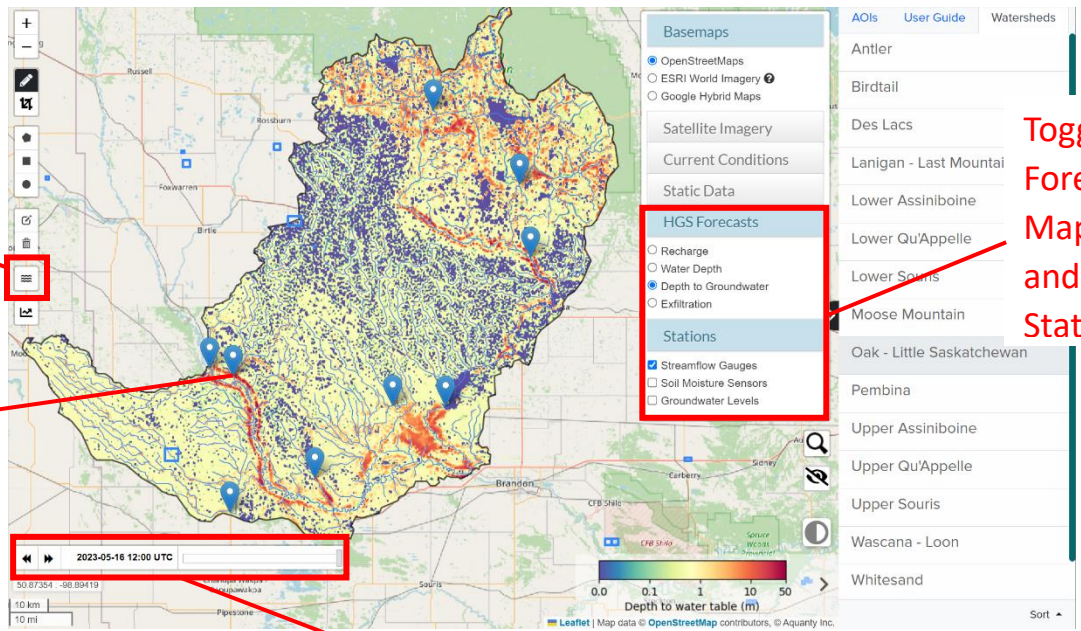 +
−
Russell
Rossburn
Foxwarren
Birtle
Brandon
Carberry
Sidney
CFB Shilo
CFB Shilo
Spruce
Woods
Provincial
Souris
Pipestone
Basemaps
OpenStreetMaps
ESRI World Imagery
Google Hybrid Maps
Satellite Imagery
Current Conditions
Static Data
HGS Forecasts
Recharge
Water Depth
Depth to Groundwater
Exfiltration
Stations
Streamflow Gauges
Soil Moisture Sensors
Groundwater Levels
2023-05-16 12:00 UTC
50.87354 , -98.89419
10 km
10 mi
0.0 0.1 1 10 50
Depth to water table (m)
Leaflet | Map data © OpenStreetMap contributors, © Aquanty Inc.
AOIs User Guide Watersheds
Antler
Birdtail
Des Lacs
Lanigan - Last Mountai
Lower Assiniboine
Lower Qu'Appelle
Lower Souris
Moose Mountain
Oak - Little Saskatchewan
Pembina
Upper Assiniboine
Upper Qu'Appelle
Upper Souris
Wascana - Loon
Whitesand
Sort
Togg
Fore
Map
and
Stat